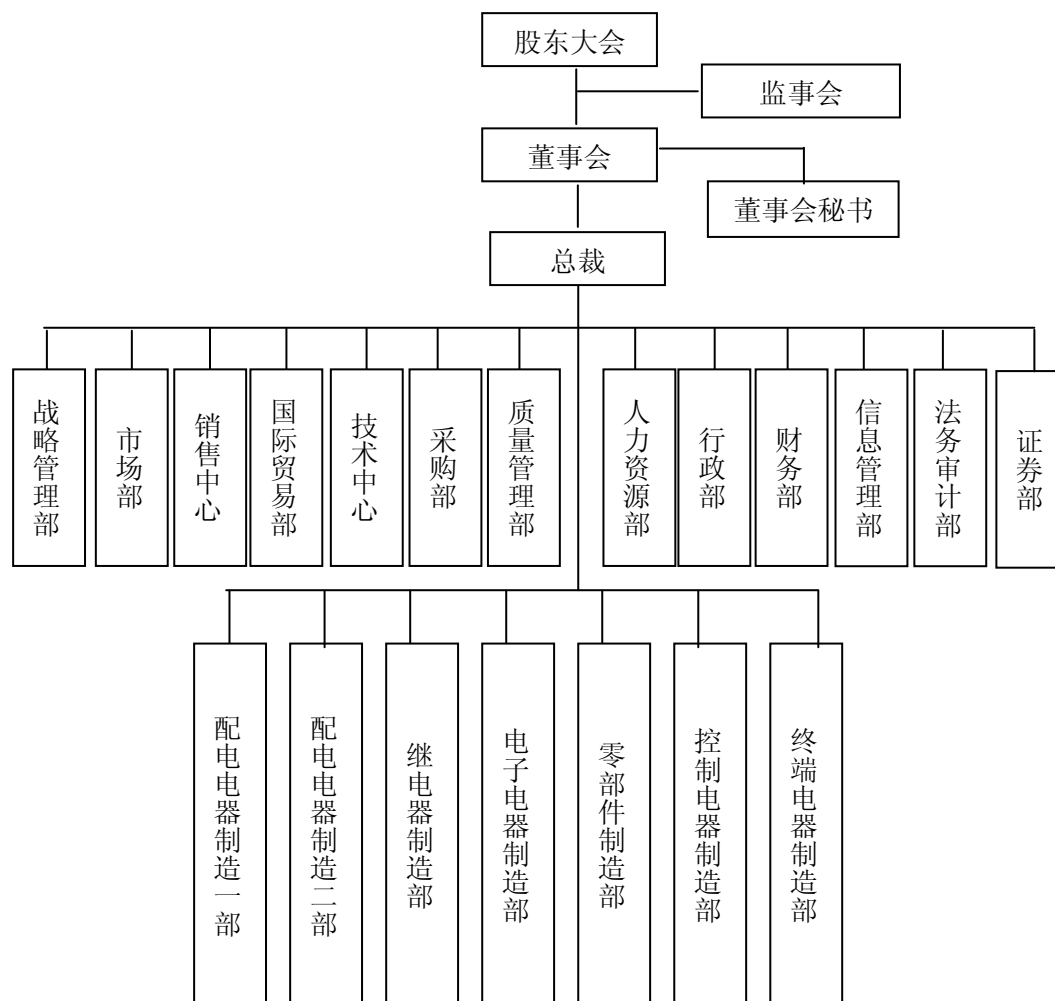 股东大会
监事会
董事会
董事会秘书
总裁
战略管理部
市场部
销售中心
国际贸易部
技术中心
采购部
质量管理部
人力资源部
行政部
财务部
信息管理部
法务审计部
证券部
配电电器制造一部
配电电器制造二部
继电器制造部
电子电器制造部
零部件制造部
控制电器制造部
终端电器制造部